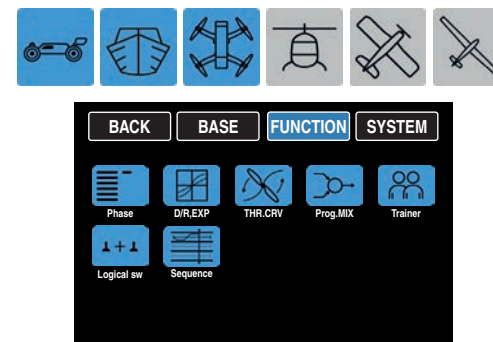 BACK BASE FUNCTION SYSTEM
Phase D/R,EXP THR.CRV Prog.MIX Trainer
Logical sw Sequence